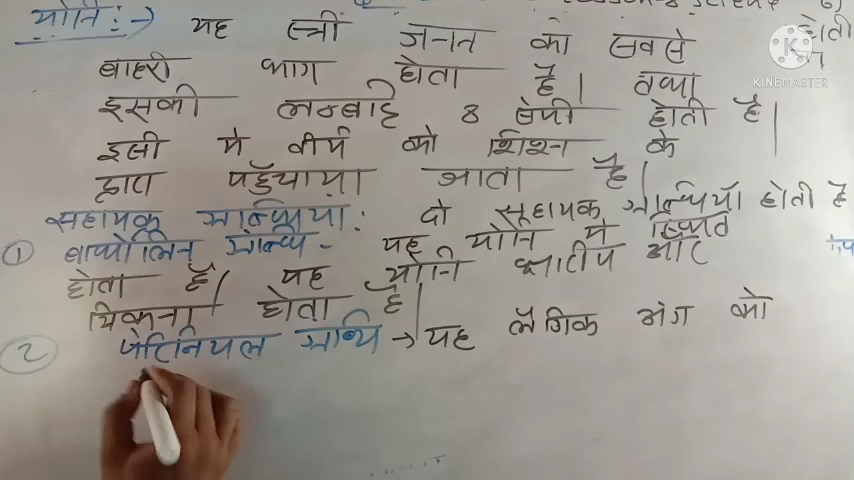 योनि :→ यह स्त्री जनन को सबसे
बाहरी भाग होता है। तथा
इसकी लम्बाई 8 सेमी होती है।
इसी मे वीर्य को शिश्न के
द्वारा पहुँचाया जाता है।
सहायक ग्रन्थिया: दो सहायक ग्रन्थियाँ होती है
① बार्थोलिन ग्रन्थि - यह योनि मे स्थित
होता है। यह योनि क्षारीय और
चिकना होता है।
② पेरिनियल ग्रन्थि → यह लैंगिक अंग को
KINEMASTER